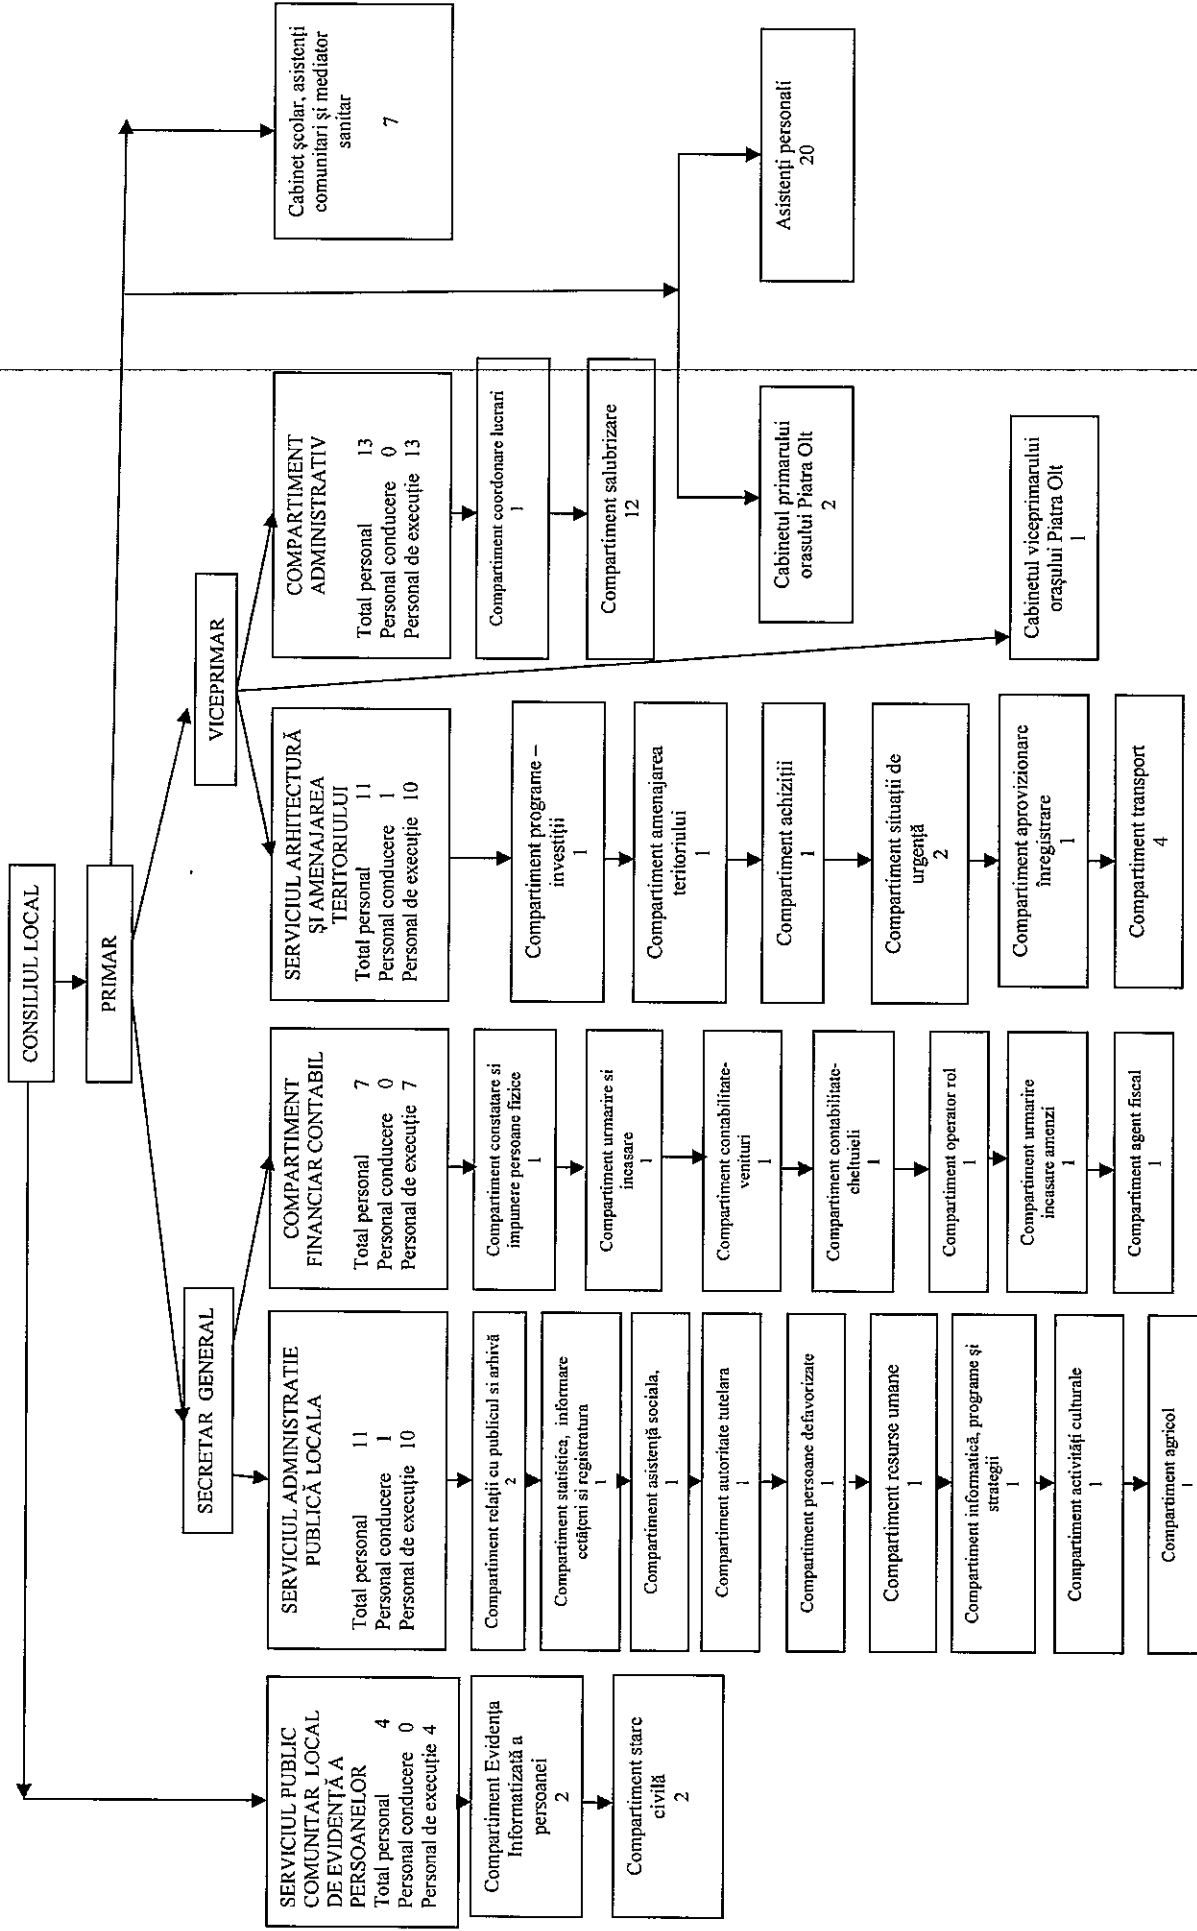 CONSILIUL LOCAL
PRIMAR
SECRETAR GENERAL
VICEPRIMAR
SERVICIUL PUBLIC
COMUNITAR LOCAL
DE EVIDENȚĂ A
PERSOANELOR
Total personal 4
Personal conducere 0
Personal de execuție 4
Compartiment Evidența
Informatizată a
persoanei
2
Compartiment stare
civilă
2
SERVICIUL ADMINISTRATIE
PUBLICĂ LOCALA
Total personal 11
Personal conducere 1
Personal de execuție 10
Compartiment relații cu publicul si arhivă
2
Compartiment statistica, informare
cetățeni si registratura
1
Compartiment asistență sociala,
1
Compartiment autoritate tutelara
1
Compartiment persoane defavorizate
1
Compartiment resurse umane
1
Compartiment informatică, programe și
strategii
1
Compartiment activități culturale
1
Compartiment agricol
1
COMPARTIMENT
FINANCIAR CONTABIL
Total personal 7
Personal conducere 0
Personal de execuție 7
Compartiment constatare si
impunere persoane fizice
1
Compartiment urmarire si
incasare
1
Compartiment contabilitate-
venituri
1
Compartiment contabilitate-
cheltuieli
1
Compartiment operator rol
1
Compartiment urmarire
incasare amenzi
1
Compartiment agent fiscal
1
SERVICIUL ARHITECTURĂ
ȘI AMENAJAREA
TERITORIULUI
Total personal 11
Personal conducere 1
Personal de execuție 10
Compartiment programe –
investiții
1
Compartiment amenajarea
teritoriului
1
Compartiment achiziții
1
Compartiment situații de
urgență
2
Compartiment aprovizionare
înregistrare
1
Compartiment transport
4
COMPARTIMENT
ADMINISTRATIV
Total personal 13
Personal conducere 0
Personal de execuție 13
Compartiment coordonare lucrari
1
Compartiment salubrizare
12
Cabinetul primarului
orasului Piatra Olt
2
Cabinetul viceprimarului
orașului Piatra Olt
1
Cabinet școlar, asistenți
comunitari și mediator
sanitar
7
Asistenți personali
20